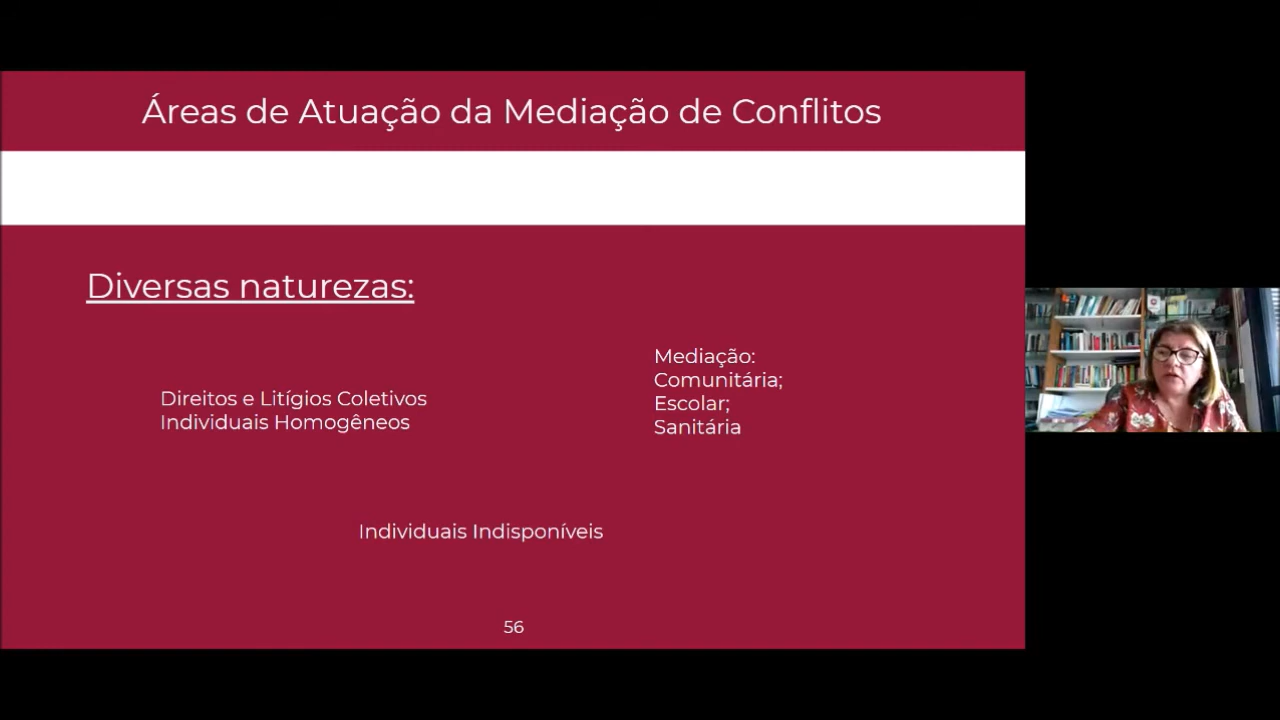 Áreas de Atuação da Mediação de Conflitos
Diversas naturezas:
Direitos e Litígios Coletivos
Individuais Homogêneos
Mediação:
Comunitária;
Escolar;
Sanitária
Individuais Indisponíveis
56